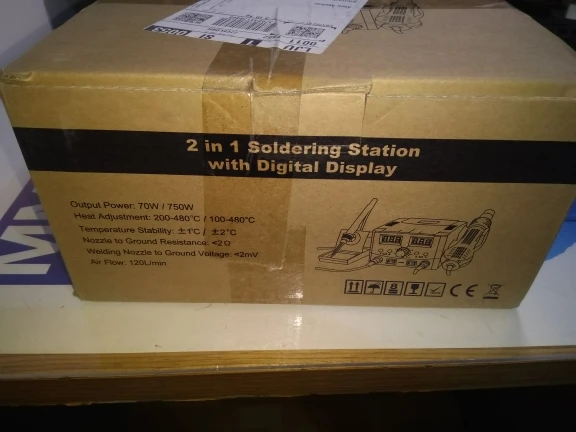 2 in 1 Soldering Station
with Digital Display
Output Power: 70W / 750W
Heat Adjustment: 200-480°C / 100-480°C
Temperature Stability: ±1℃ / ±2°C
Nozzle to Ground Resistance: <2Ω
Welding Nozzle to Ground Voltage: <2mV
Air Flow: 120L/min
CE